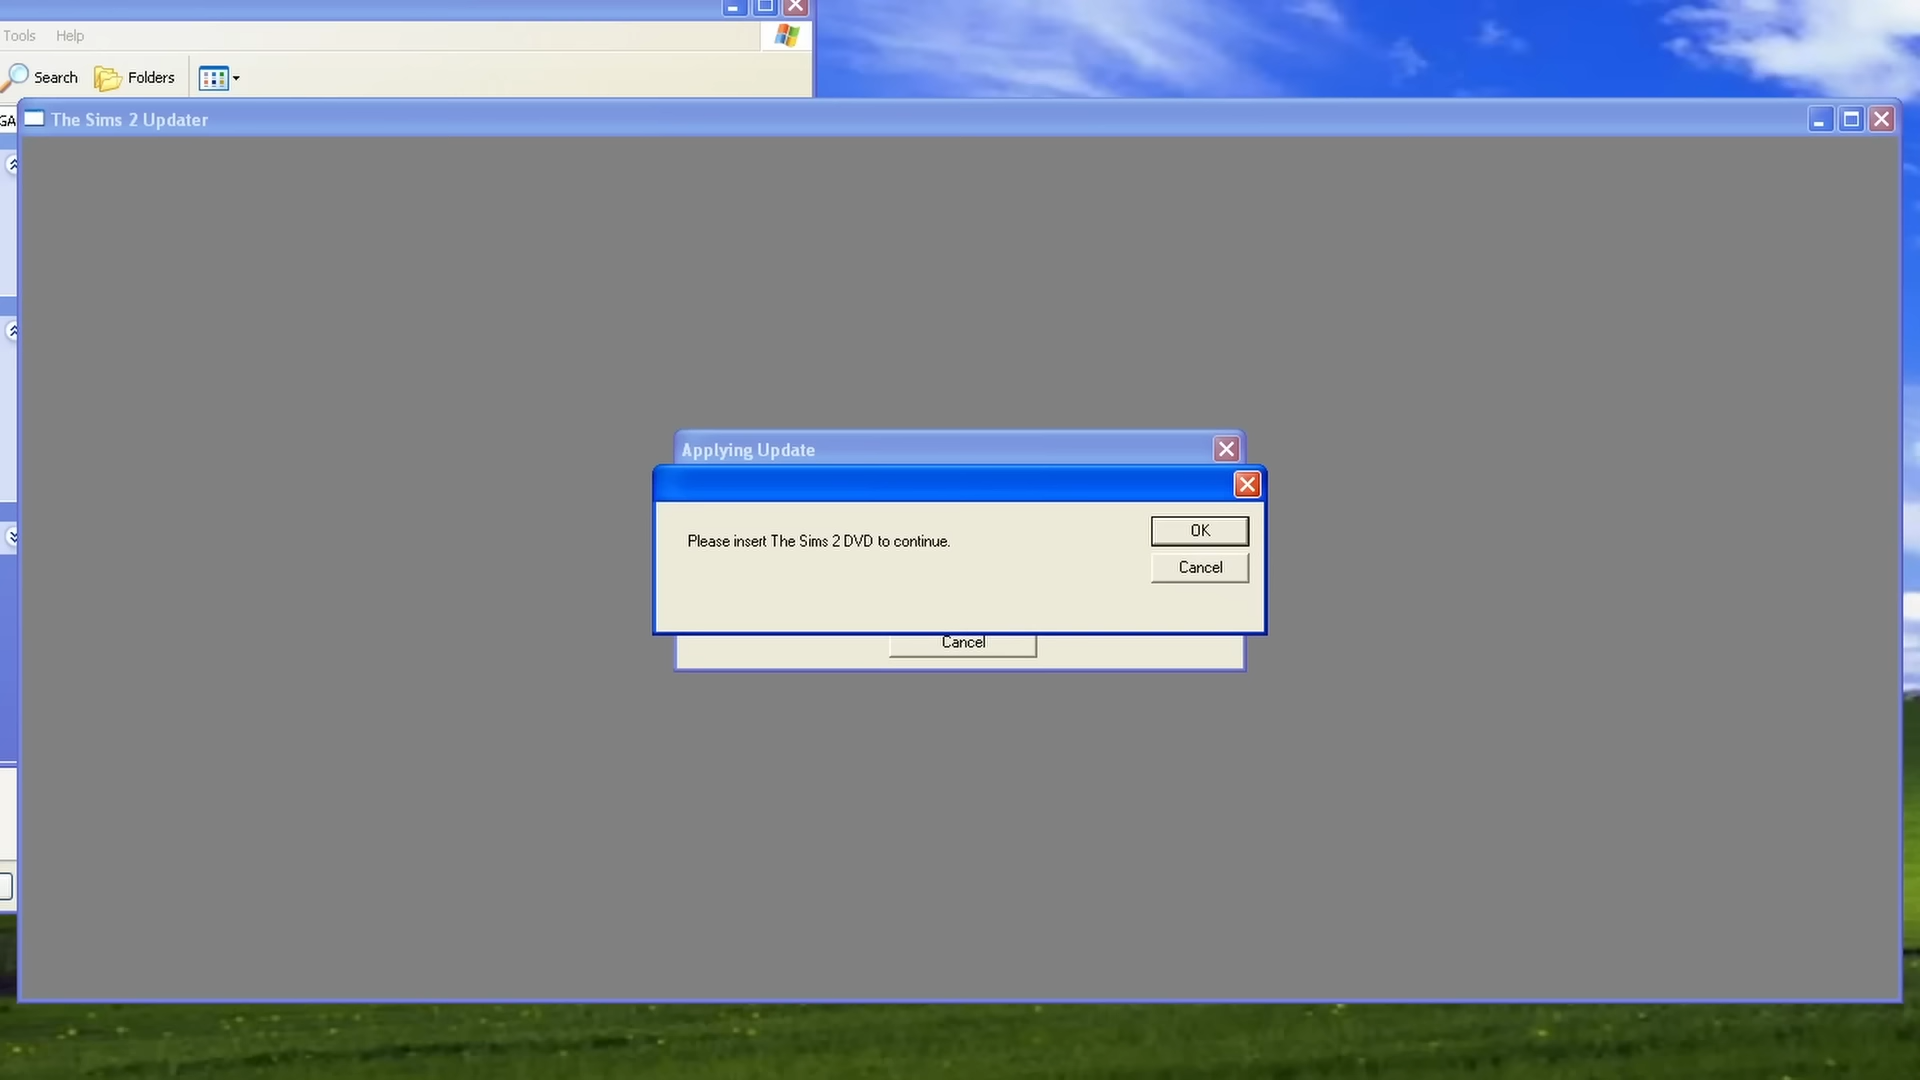 Tools Help
Search Folders
GA
The Sims 2 Updater
Applying Update
Please insert The Sims 2 DVD to continue.
OK
Cancel
Cancel